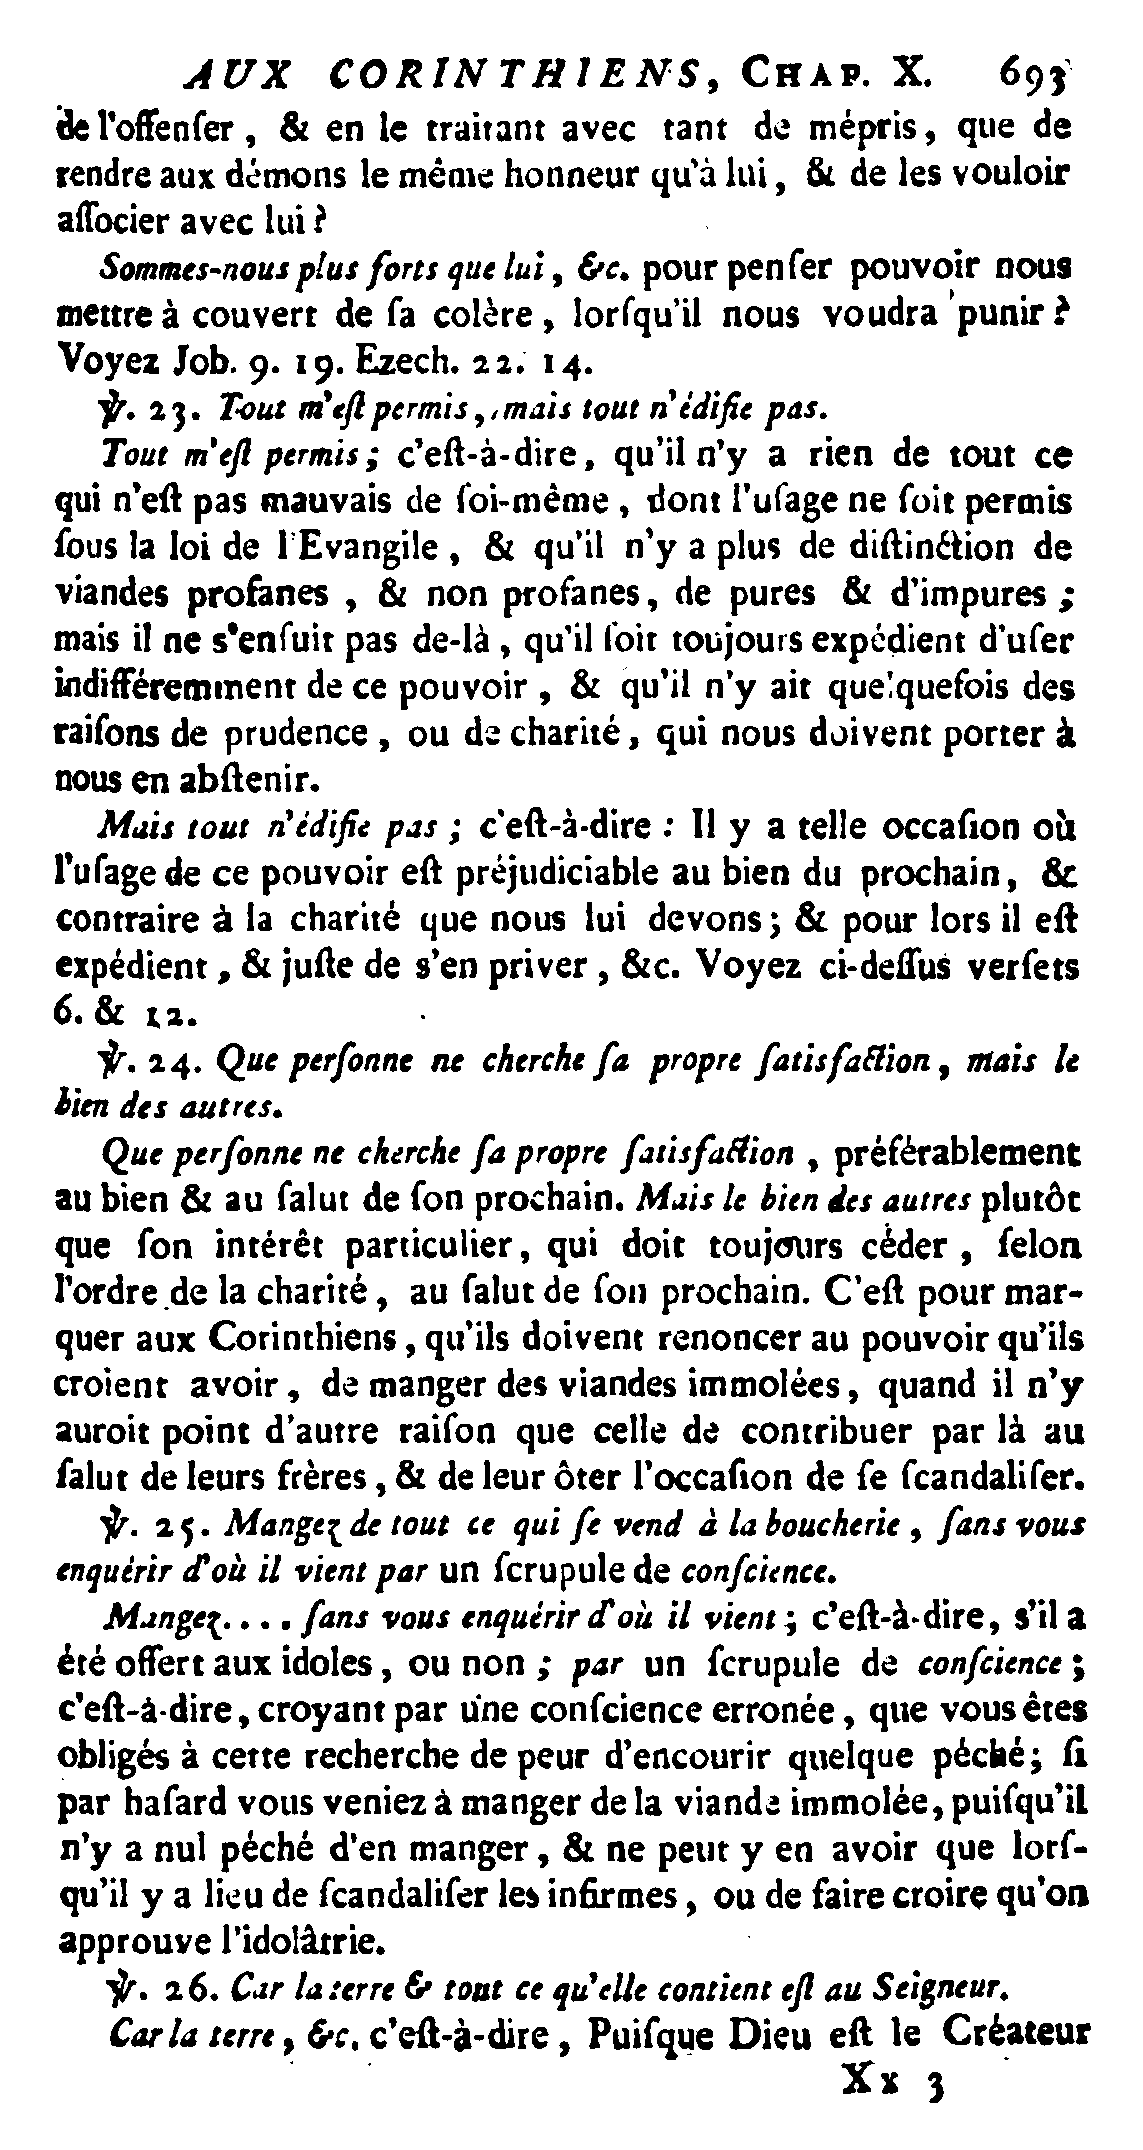 AUX CORINTHIENS, CHAP. X. 693
de l'offenſer, & en le traitant avec tant de mépris, que de
rendre aux démons le même honneur qu'à lui, & de les vouloir
aſſocier avec lui ?
Sommes-nous plus forts que lui, &c. pour penſer pouvoir nous
mettre à couvert de ſa colère, lorſqu'il nous voudra punir ?
Voyez Job. 9. 19. Ezech. 22. 14.
℣. 23. Tout m'eſt permis, mais tout n'édifie pas.
Tout m'eſt permis ; c'eſt-à-dire, qu'il n'y a rien de tout ce
qui n'eſt pas mauvais de ſoi-même, dont l'uſage ne ſoit permis
ſous la loi de l'Evangile, & qu'il n'y a plus de diſtinction de
viandes profanes, & non profanes, de pures & d'impures ;
mais il ne s'enſuit pas de-là, qu'il ſoit toujours expédient d'uſer
indifféremment de ce pouvoir, & qu'il n'y ait quelquefois des
raiſons de prudence, ou de charité, qui nous doivent porter à
nous en abſtenir.
Mais tout n'édifie pas ; c'eſt-à-dire : Il y a telle occaſion où
l'uſage de ce pouvoir eſt préjudiciable au bien du prochain, &
contraire à la charité que nous lui devons ; & pour lors il eſt
expédient, & juſte de s'en priver, &c. Voyez ci-deſſus verſets
6. & 12.
℣. 24. Que perſonne ne cherche ſa propre ſatisfaction, mais le
bien des autres.
Que perſonne ne cherche ſa propre ſatisfaction, préférablement
au bien & au ſalut de ſon prochain. Mais le bien des autres plutôt
que ſon intérêt particulier, qui doit toujours céder, ſelon
l'ordre de la charité, au ſalut de ſon prochain. C'eſt pour mar-
quer aux Corinthiens, qu'ils doivent renoncer au pouvoir qu'ils
croient avoir, de manger des viandes immolées, quand il n'y
auroit point d'autre raiſon que celle de contribuer par là au
ſalut de leurs frères, & de leur ôter l'occaſion de ſe ſcandaliſer.
℣. 25. Mangez de tout ce qui ſe vend à la boucherie, ſans vous
enquérir d'où il vient par un ſcrupule de conſcience.
Mangez.... ſans vous enquérir d'où il vient ; c'eſt-à-dire, s'il a
été offert aux idoles, ou non ; par un ſcrupule de conſcience ;
c'eſt-à-dire, croyant par une conſcience erronée, que vous êtes
obligés à cette recherche de peur d'encourir quelque péché ; ſi
par haſard vous veniez à manger de la viande immolée, puiſqu'il
n'y a nul péché d'en manger, & ne peut y en avoir que lorſ-
qu'il y a lieu de ſcandaliſer les infirmes, ou de faire croire qu'on
approuve l'idolâtrie.
℣. 26. Car la terre & tout ce qu'elle contient eſt au Seigneur.
Car la terre, &c. c'eſt-à-dire, Puiſque Dieu eſt le Créateur
Xx 3